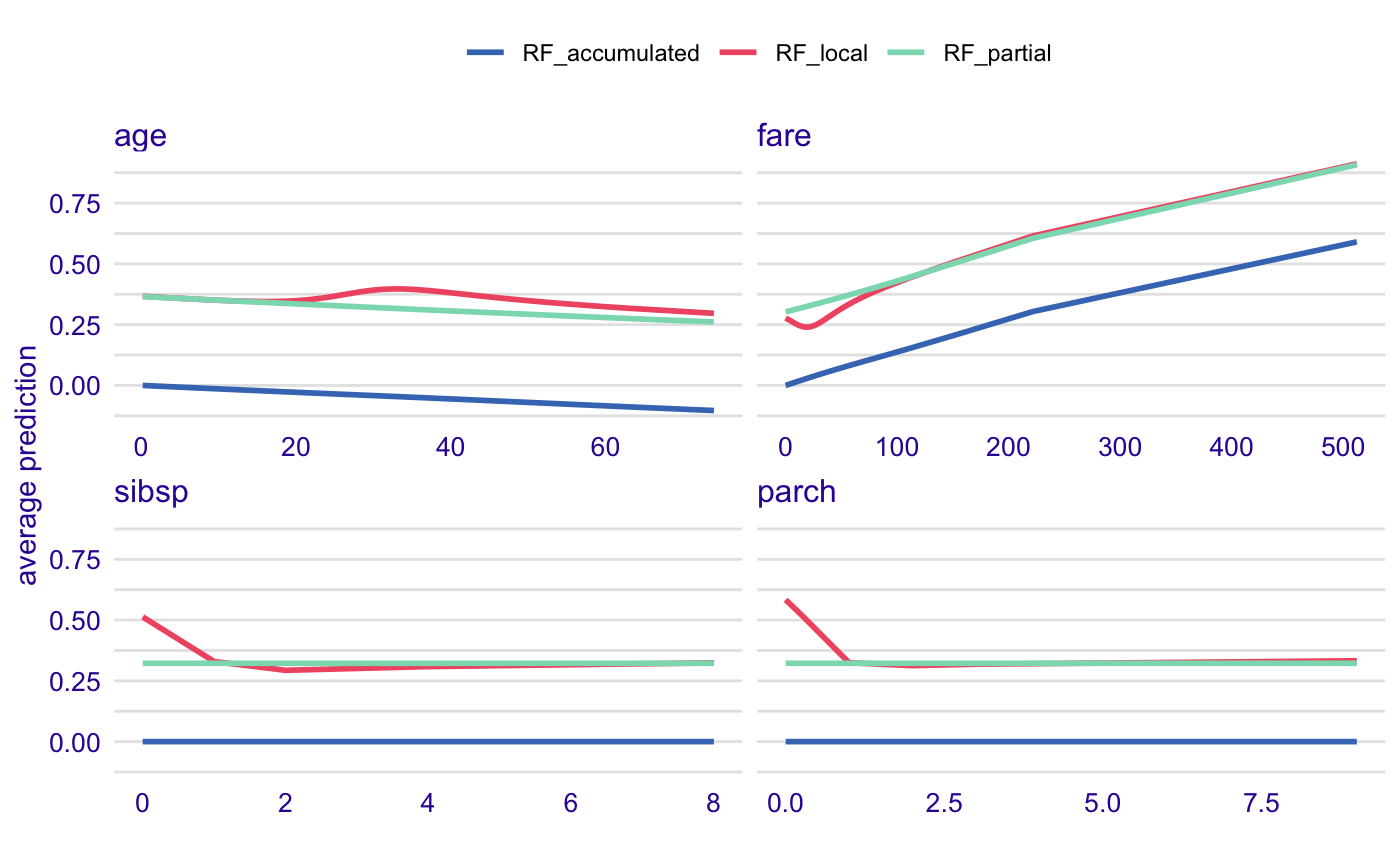 RF_accumulated RF_local RF_partial
age fare
0.75
0.50
0.25
0.00
0 20 40 60 0 100 200 300 400 500
average prediction
sibsp parch
0.75
0.50
0.25
0.00
0 2 4 6 8 0.0 2.5 5.0 7.5